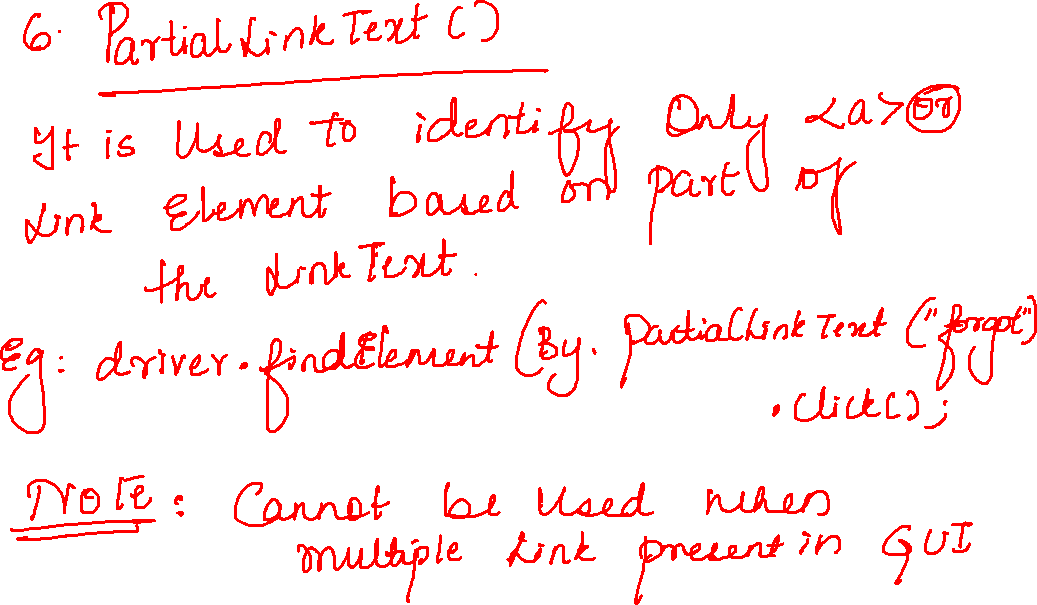 6. PartialLinkText()
It is Used to identify Only <a> or
Link Element based on part of
the LinkText.
Eg: driver.findElement(By.PartialLinkText("forgot")
.click();
Note: Cannot be Used when
multiple Link present in GUI